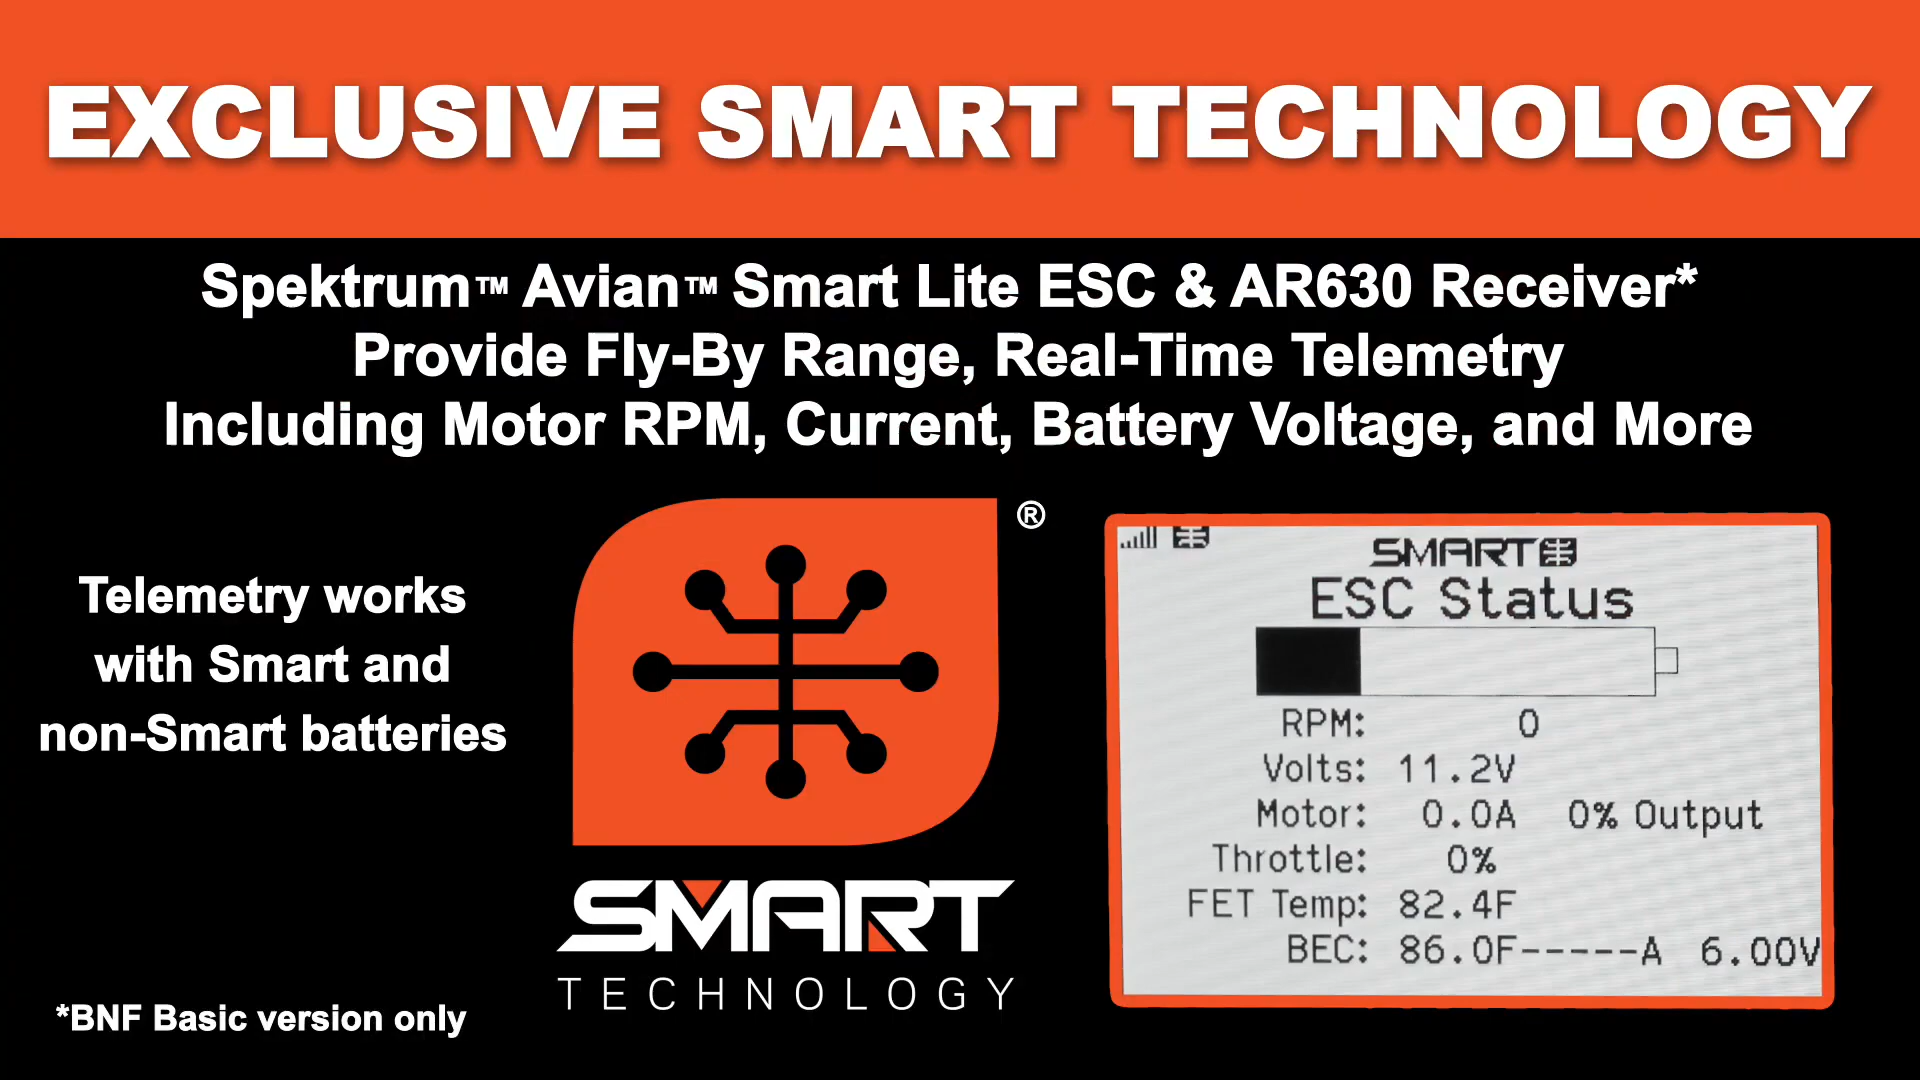 EXCLUSIVE SMART TECHNOLOGY
Spektrum™ Avian™ Smart Lite ESC & AR630 Receiver*
Provide Fly-By Range, Real-Time Telemetry
Including Motor RPM, Current, Battery Voltage, and More
Telemetry works
with Smart and
non-Smart batteries
*BNF Basic version only
®
SMART
TECHNOLOGY
SMART
ESC Status
RPM: 0
Volts: 11.2V
Motor: 0.0A 0% Output
Throttle: 0%
FET Temp: 82.4F
BEC: 86.0F-----A 6.00V